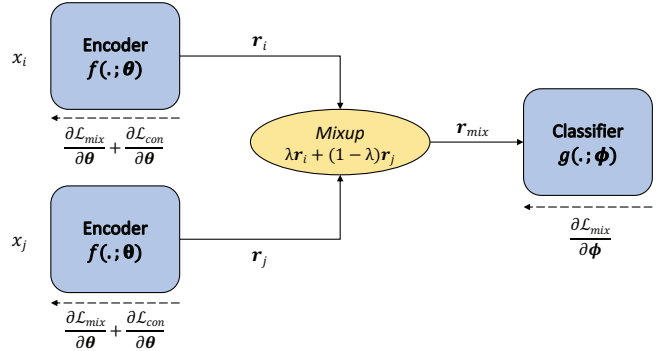 x_i
Encoder
f(.;θ)
r_i
∂ℒ_mix/∂θ + ∂ℒ_con/∂θ
Mixup
λr_i + (1 − λ)r_j
r_mix
Classifier
g(.;ϕ)
∂ℒ_mix/∂ϕ
x_j
Encoder
f(.;θ)
r_j
∂ℒ_mix/∂θ + ∂ℒ_con/∂θ